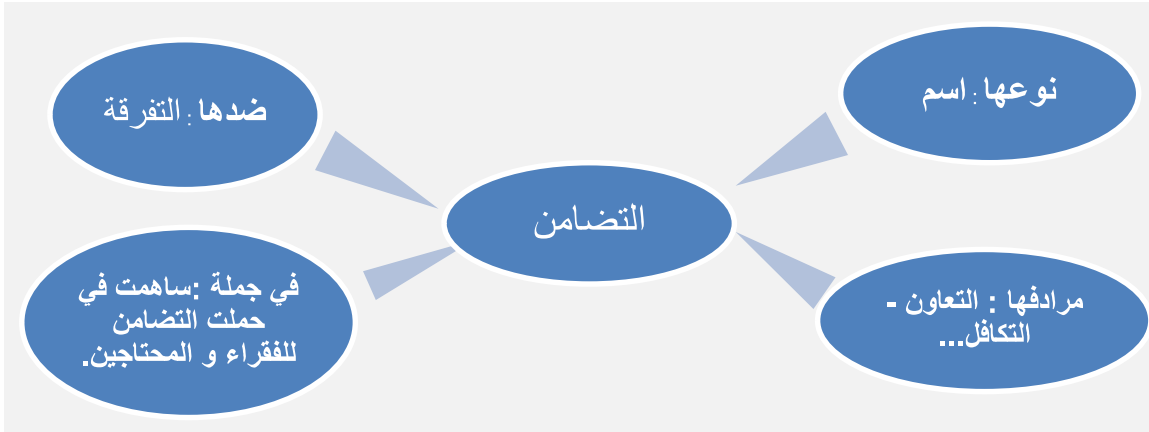 نوعها : اسم
ضدها : التفرقة
التضامن
مرادفها : التعاون -
التكافل...
في جملة :ساهمت في
حملت التضامن
للفقراء و المحتاجين.